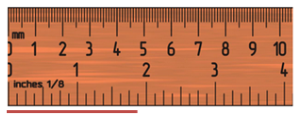 mm
0 1 2 3 4 5 6 7 8 9 10
0 1 2 3 4
inches, 1/8